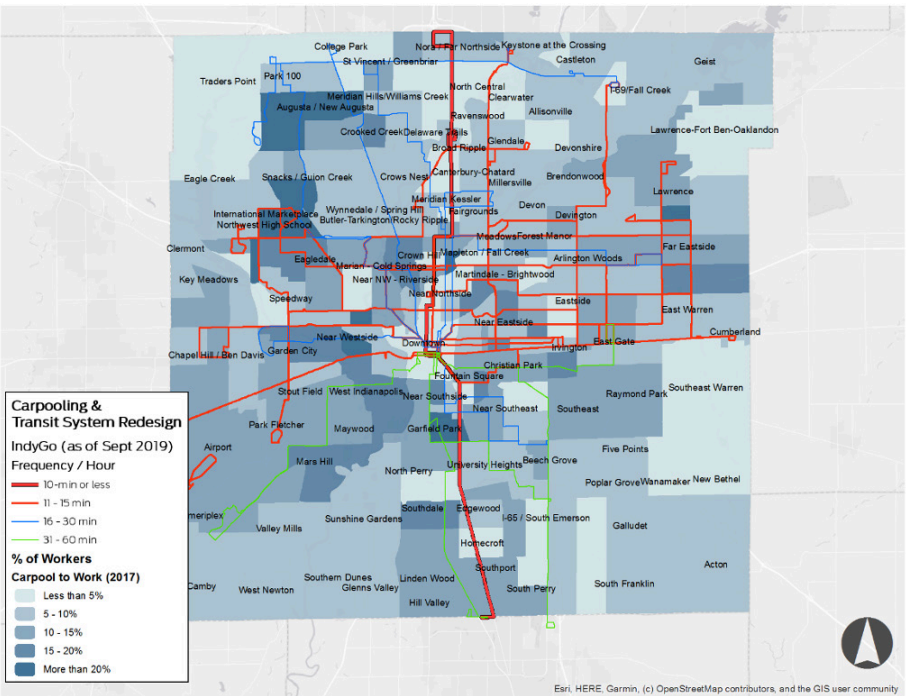 College Park
Nora / Far Northside
Keystone at the Crossing
St Vincent / Greenbriar
Castleton
Geist
Traders Point
Park 100
North Central
I-69/Fall Creek
Meridian Hills/Williams Creek
Clearwater
Augusta / New Augusta
Ravenswood
Allisonville
Crooked Creek
Delaware Trails
Lawrence-Fort Ben-Oaklandon
Broad Ripple
Glendale
Devonshire
Eagle Creek
Snacks / Guion Creek
Crows Nest
Canterbury-Chatard
Millersville
Brendonwood
Lawrence
Meridian Kessler
Devon
International Marketplace
Wynnedale / Spring Hill
Fairgrounds
Devington
Northwest High School
Butler-Tarkington/Rocky Ripple
Meadows
Forest Manor
Clermont
Eagledale
Crown Hill
Mapleton / Fall Creek
Arlington Woods
Far Eastside
Merian - Cold Springs
Key Meadows
Near NW - Riverside
Martindale - Brightwood
Speedway
Near Northside
Eastside
East Warren
Near Eastside
Cumberland
Near Westside
Downtown
Irvington
East Gate
Chapel Hill / Ben Davis
Garden City
Christian Park
Fountain Square
Stout Field
West Indianapolis
Near Southside
Raymond Park
Southeast Warren
Near Southeast
Southeast
Park Fletcher
Maywood
Garfield Park
Airport
Five Points
Mars Hill
North Perry
University Heights
Beech Grove
Poplar Grove
Wanamaker
New Bethel
meriplex
Valley Mills
Sunshine Gardens
Southdale
Edgewood
I-65 / South Emerson
Galludet
Homecroft
Southport
Acton
Camby
West Newton
Southern Dunes
Glenns Valley
Linden Wood
South Perry
South Franklin
Hill Valley
Carpooling &
Transit System Redesign
IndyGo (as of Sept 2019)
Frequency / Hour
10-min or less
11 - 15 min
16 - 30 min
31 - 60 min
% of Workers
Carpool to Work (2017)
Less than 5%
5 - 10%
10 - 15%
15 - 20%
More than 20%
Esri, HERE, Garmin, (c) OpenStreetMap contributors, and the GIS user community